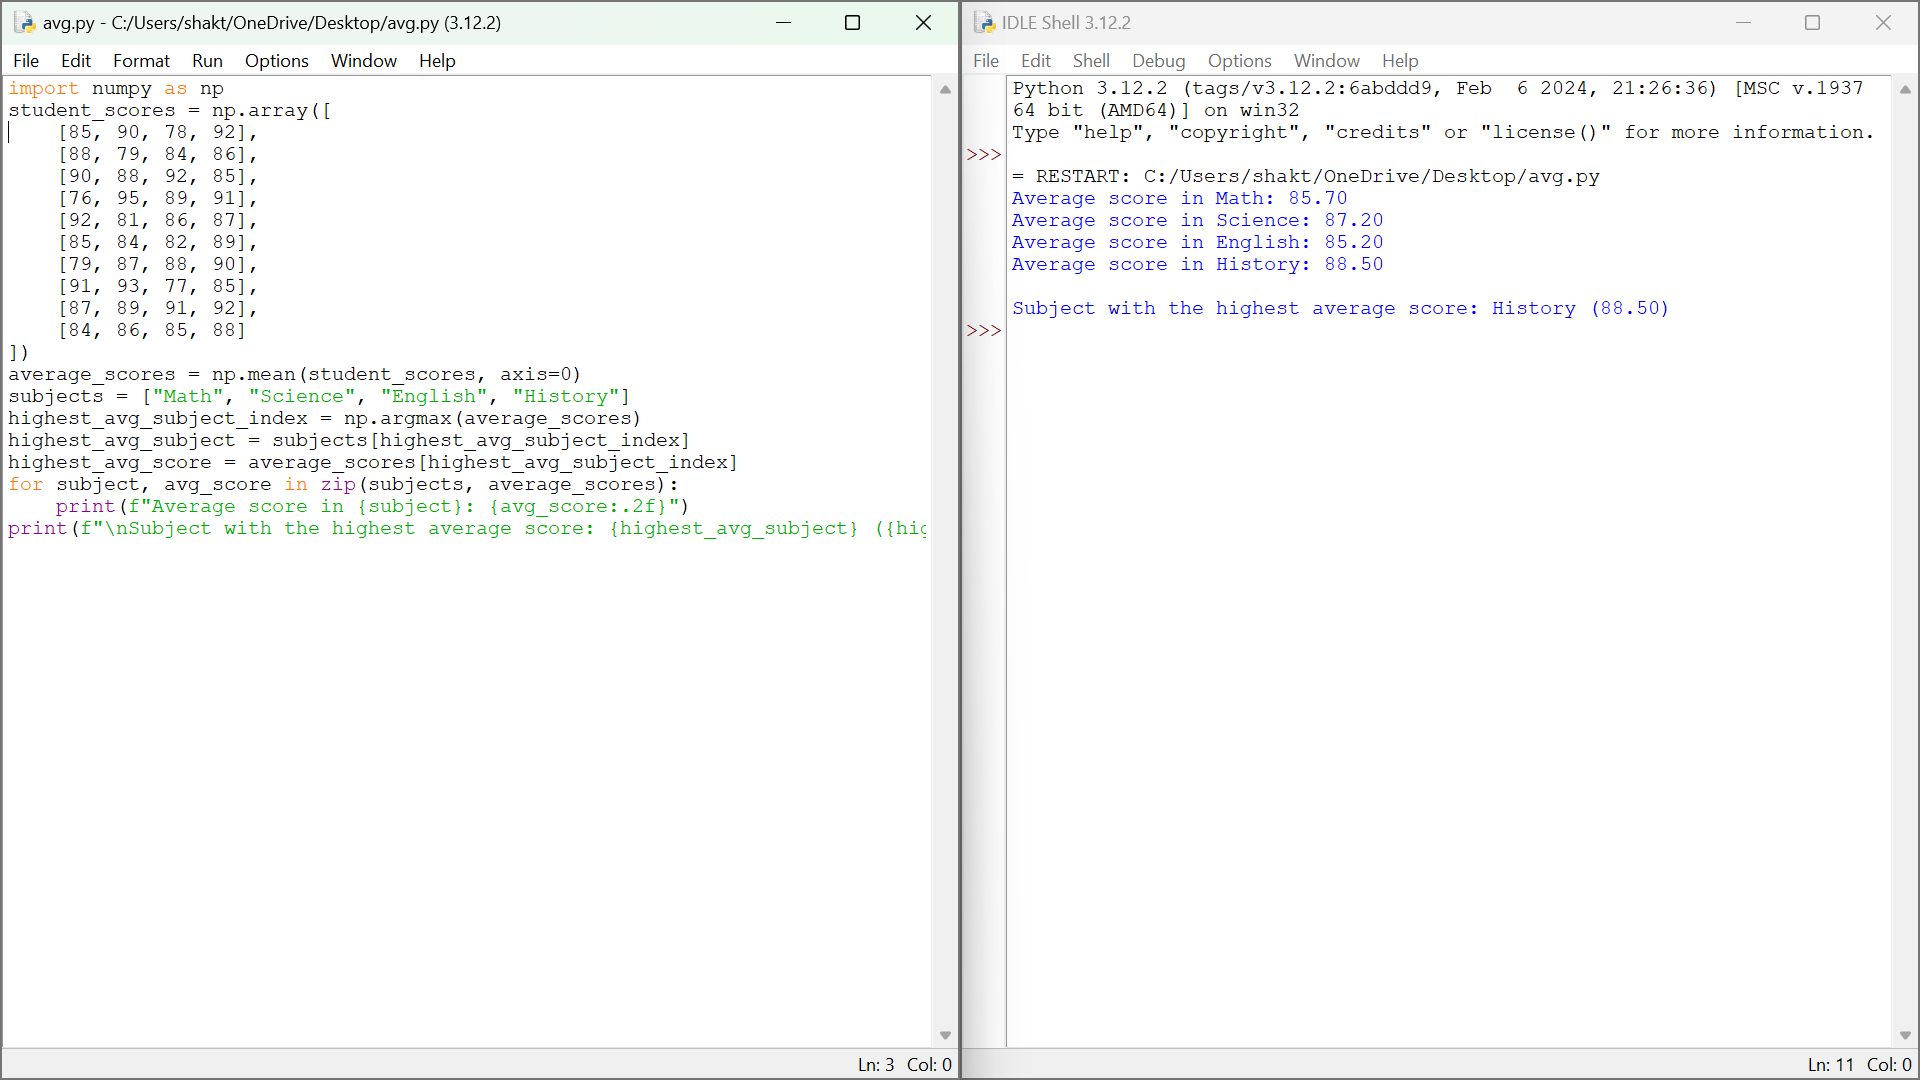 avg.py - C:/Users/shakt/OneDrive/Desktop/avg.py (3.12.2)
File Edit Format Run Options Window Help
import numpy as np
student_scores = np.array([
    [85, 90, 78, 92],
    [88, 79, 84, 86],
    [90, 88, 92, 85],
    [76, 95, 89, 91],
    [92, 81, 86, 87],
    [85, 84, 82, 89],
    [79, 87, 88, 90],
    [91, 93, 77, 85],
    [87, 89, 91, 92],
    [84, 86, 85, 88]
])
average_scores = np.mean(student_scores, axis=0)
subjects = ["Math", "Science", "English", "History"]
highest_avg_subject_index = np.argmax(average_scores)
highest_avg_subject = subjects[highest_avg_subject_index]
highest_avg_score = average_scores[highest_avg_subject_index]
for subject, avg_score in zip(subjects, average_scores):
    print(f"Average score in {subject}: {avg_score:.2f}")
print(f"\nSubject with the highest average score: {highest_avg_subject} ({hig
Ln: 3 Col: 0
IDLE Shell 3.12.2
File Edit Shell Debug Options Window Help
Python 3.12.2 (tags/v3.12.2:6abddd9, Feb  6 2024, 21:26:36) [MSC v.1937
64 bit (AMD64)] on win32
Type "help", "copyright", "credits" or "license()" for more information.
>>>
= RESTART: C:/Users/shakt/OneDrive/Desktop/avg.py
Average score in Math: 85.70
Average score in Science: 87.20
Average score in English: 85.20
Average score in History: 88.50
Subject with the highest average score: History (88.50)
>>>
Ln: 11 Col: 0